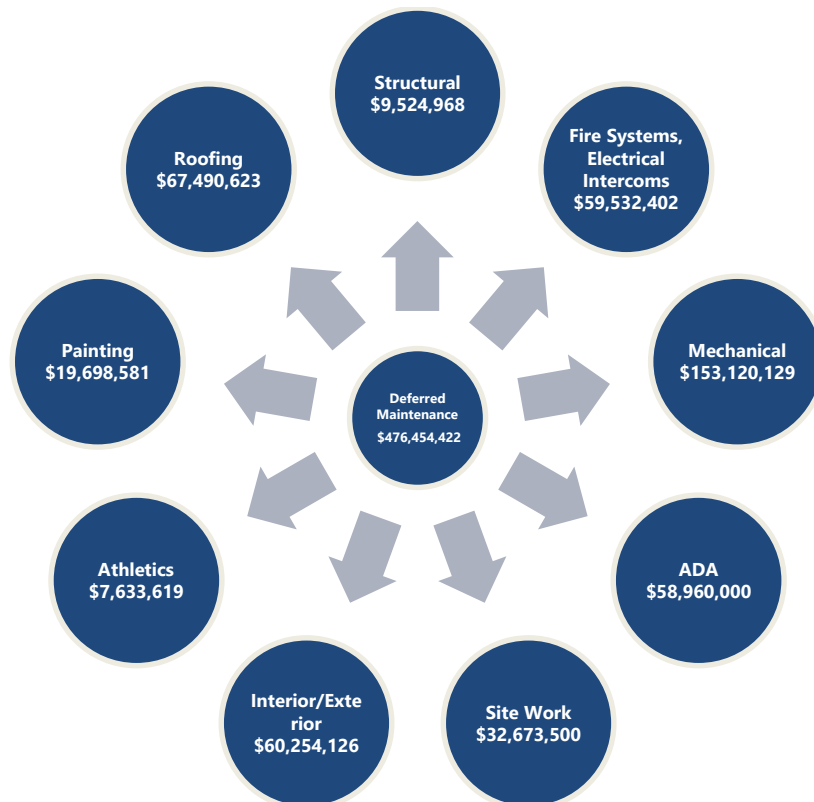 Structural
$9,524,968
Fire Systems,
Electrical
Intercoms
$59,532,402
Mechanical
$153,120,129
ADA
$58,960,000
Site Work
$32,673,500
Interior/Exte
rior
$60,254,126
Athletics
$7,633,619
Painting
$19,698,581
Roofing
$67,490,623
Deferred
Maintenance
$476,454,422